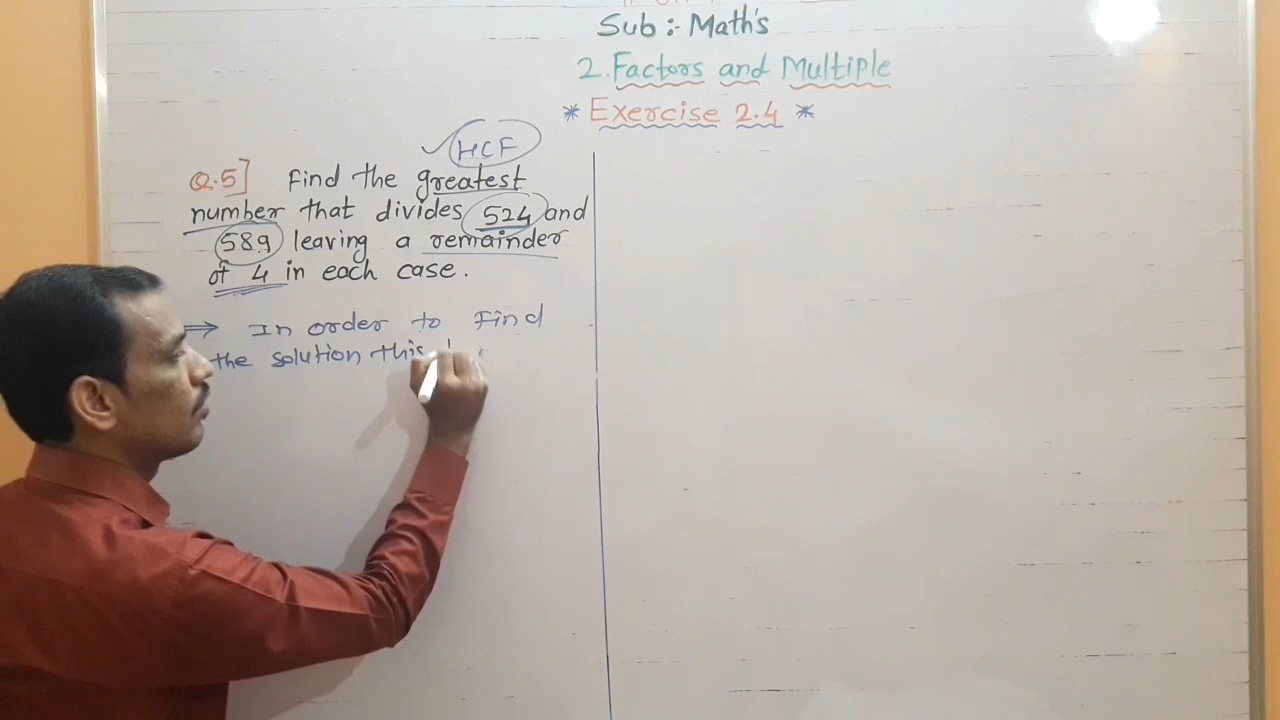 Sub :- Math's
2. Factors and Multiple
* Exercise 2.4 *
✓ HCF
Q.5] Find the greatest
number that divides 524 and
589 leaving a remainder
of 4 in each case.
⇒ In order to Find
the solution this